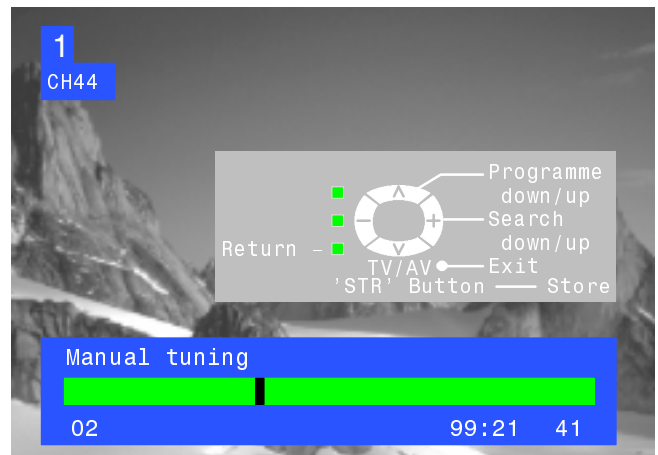 1
CH44
Programme
down/up
Search
down/up
Return -
TV/AV Exit
'STR' Button Store
Manual tuning
02 99:21 41